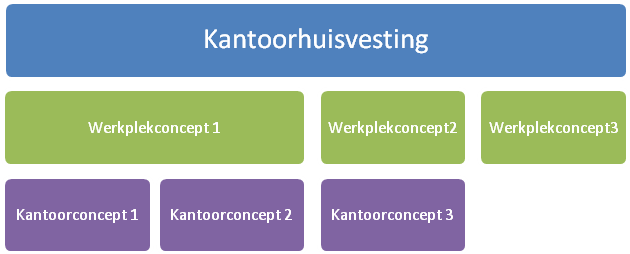 Kantoorhuisvesting
Werkplekconcept 1
Werkplekconcept2
Werkplekconcept3
Kantoorconcept 1
Kantoorconcept 2
Kantoorconcept 3